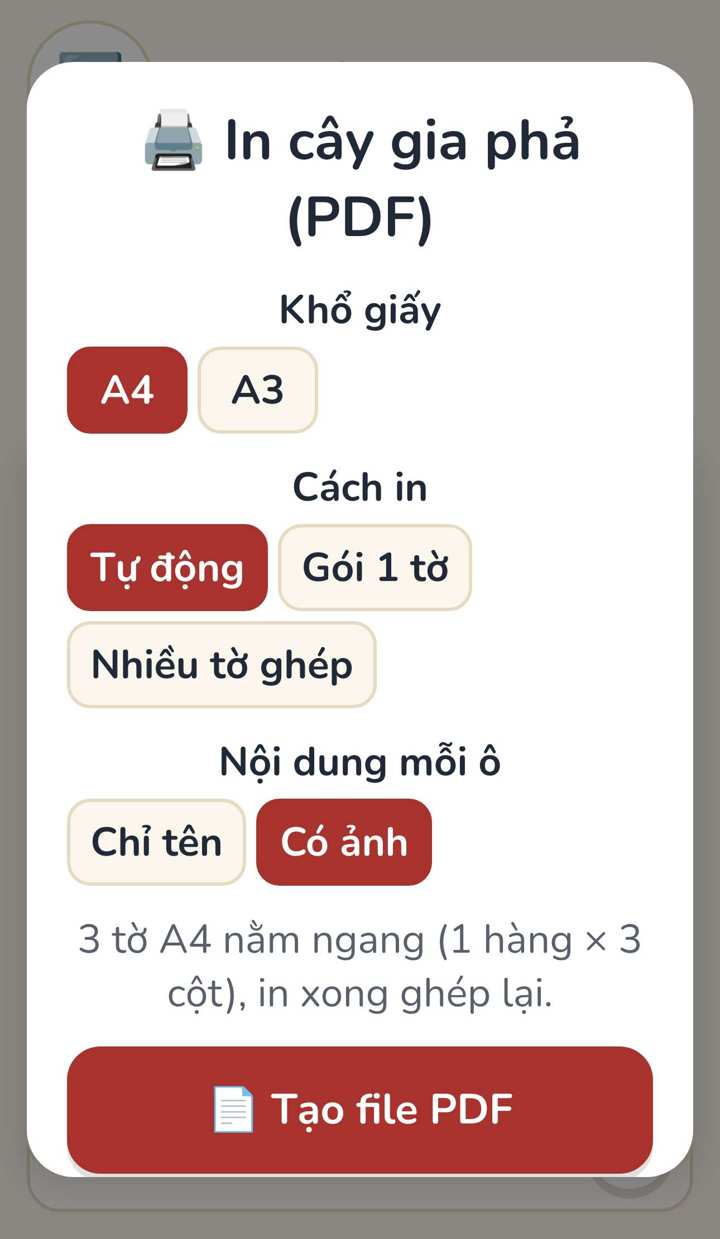 In cây gia phả
(PDF)
Khổ giấy
A4 A3
Cách in
Tự động Gói 1 tờ
Nhiều tờ ghép
Nội dung mỗi ô
Chỉ tên Có ảnh
3 tờ A4 nằm ngang (1 hàng × 3
cột), in xong ghép lại.
Tạo file PDF